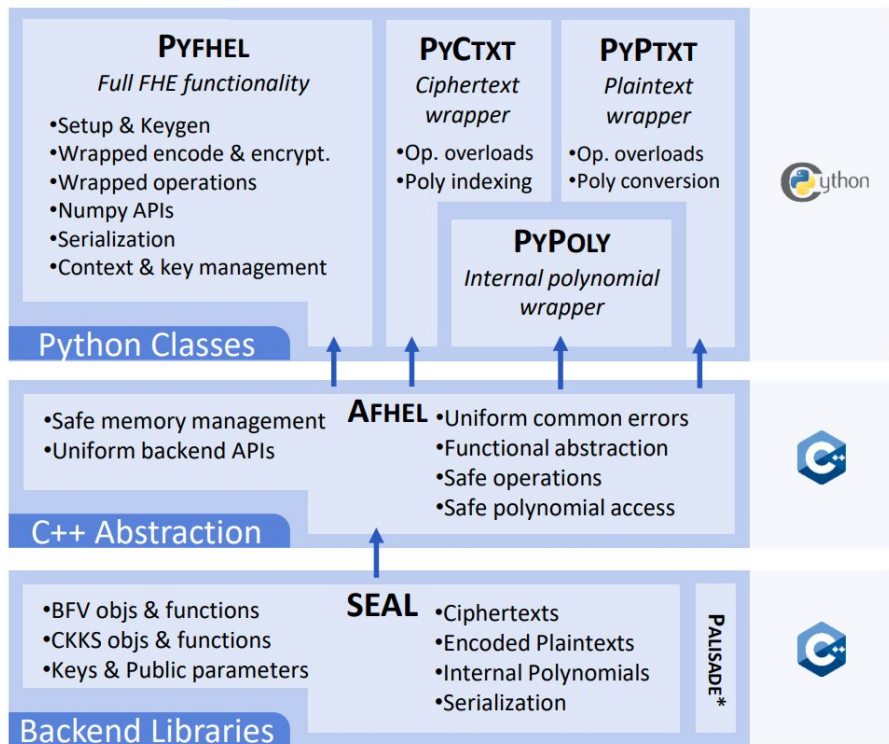 PYFHEL
Full FHE functionality
•Setup & Keygen
•Wrapped encode & encrypt.
•Wrapped operations
•Numpy APIs
•Serialization
•Context & key management
PYCTXT
Ciphertext
wrapper
•Op. overloads
•Poly indexing
PYPTXT
Plaintext
wrapper
•Op. overloads
•Poly conversion
PYPOLY
Internal polynomial
wrapper
Cython
Python Classes
AFHEL
•Safe memory management
•Uniform backend APIs
•Uniform common errors
•Functional abstraction
•Safe operations
•Safe polynomial access
C++
C++ Abstraction
SEAL
•BFV objs & functions
•CKKS objs & functions
•Keys & Public parameters
•Ciphertexts
•Encoded Plaintexts
•Internal Polynomials
•Serialization
PALISADE*
C++
Backend Libraries